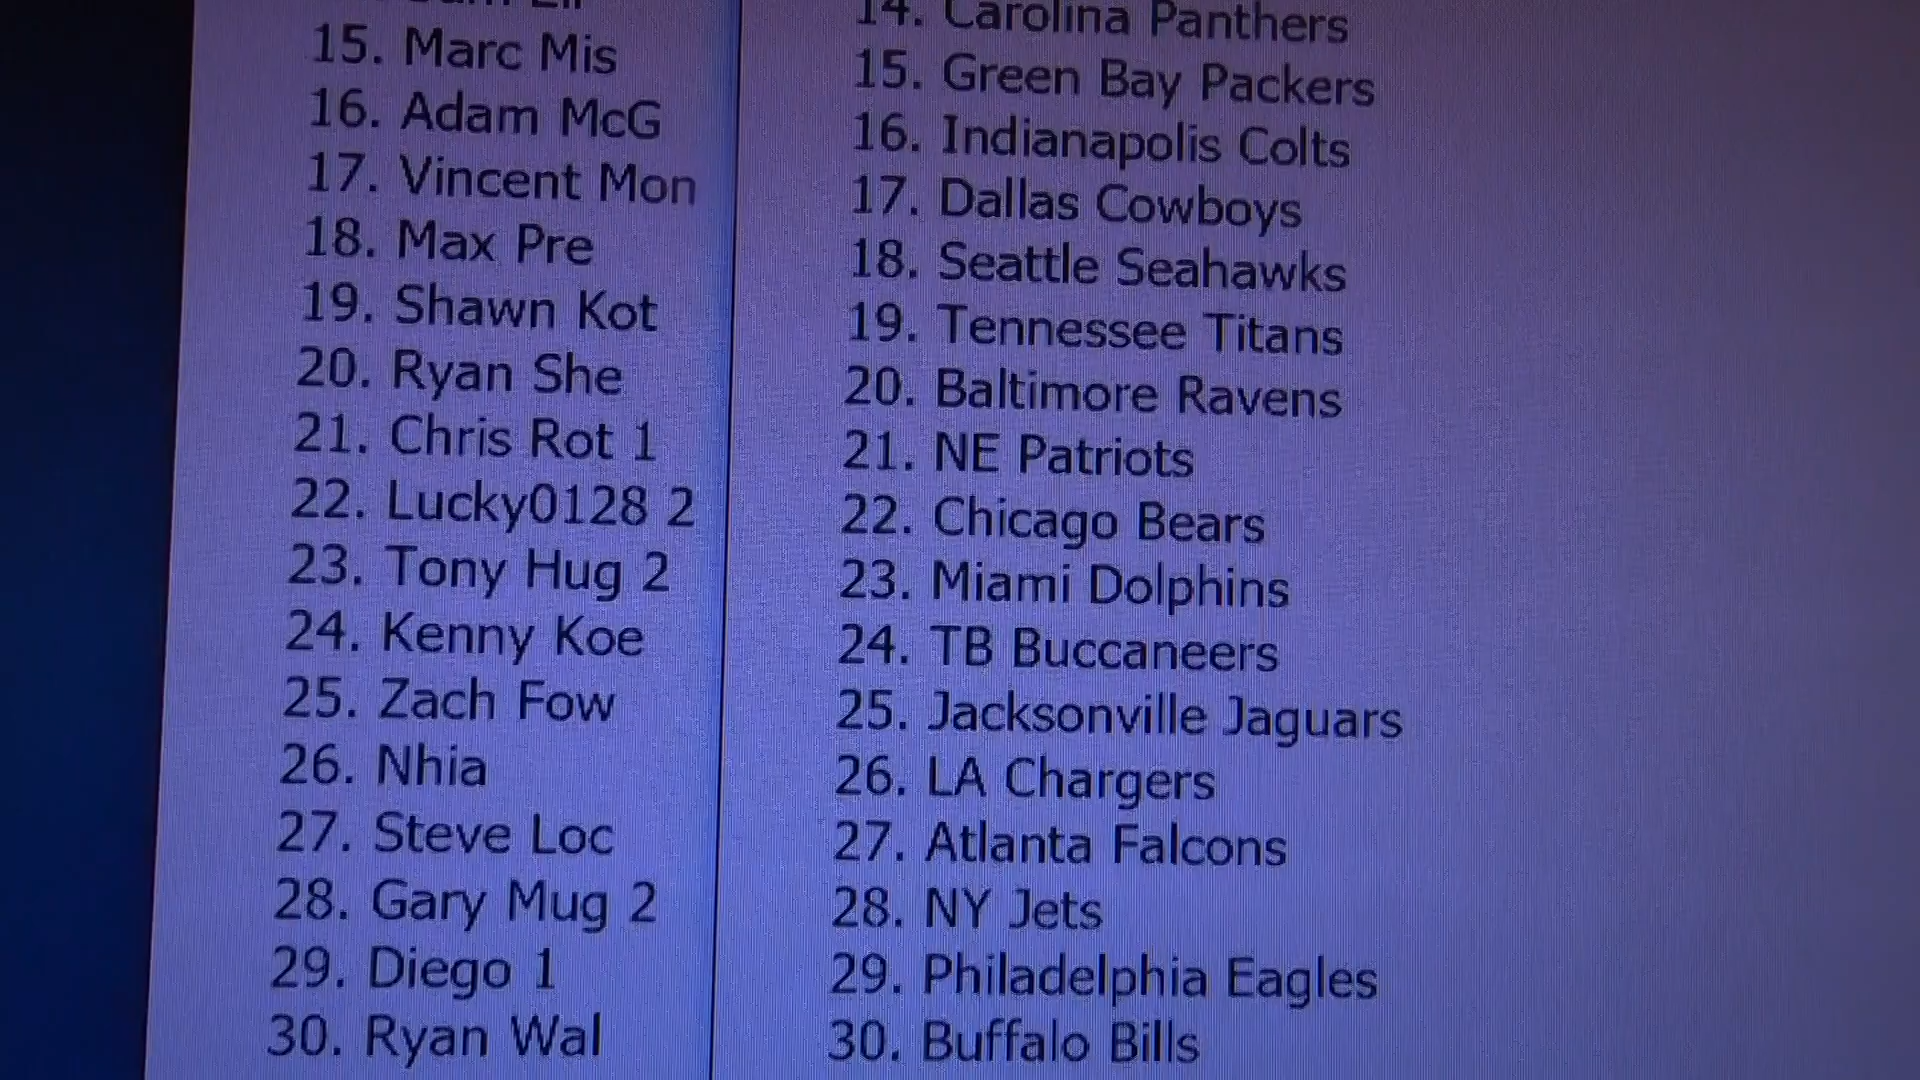 15. Marc Mis
16. Adam McG
17. Vincent Mon
18. Max Pre
19. Shawn Kot
20. Ryan She
21. Chris Rot 1
22. Lucky0128 2
23. Tony Hug 2
24. Kenny Koe
25. Zach Fow
26. Nhia
27. Steve Loc
28. Gary Mug 2
29. Diego 1
30. Ryan Wal
14. Carolina Panthers
15. Green Bay Packers
16. Indianapolis Colts
17. Dallas Cowboys
18. Seattle Seahawks
19. Tennessee Titans
20. Baltimore Ravens
21. NE Patriots
22. Chicago Bears
23. Miami Dolphins
24. TB Buccaneers
25. Jacksonville Jaguars
26. LA Chargers
27. Atlanta Falcons
28. NY Jets
29. Philadelphia Eagles
30. Buffalo Bills